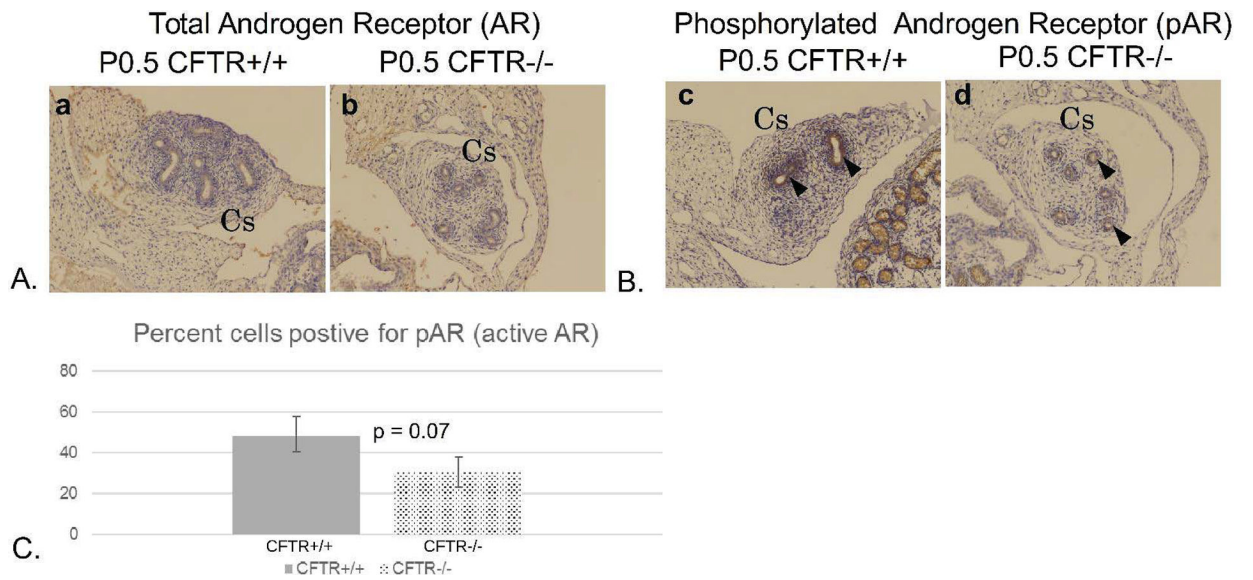 Total Androgen Receptor (AR)
P0.5 CFTR+/+ P0.5 CFTR-/-
a
b
Cs
Cs
A.
Phosphorylated Androgen Receptor (pAR)
P0.5 CFTR+/+ P0.5 CFTR-/-
c
d
Cs
Cs
B.
Percent cells postive for pAR (active AR)
80
60
40
20
0
p = 0.07
CFTR+/+ CFTR-/-
CFTR+/+ CFTR-/-
C.